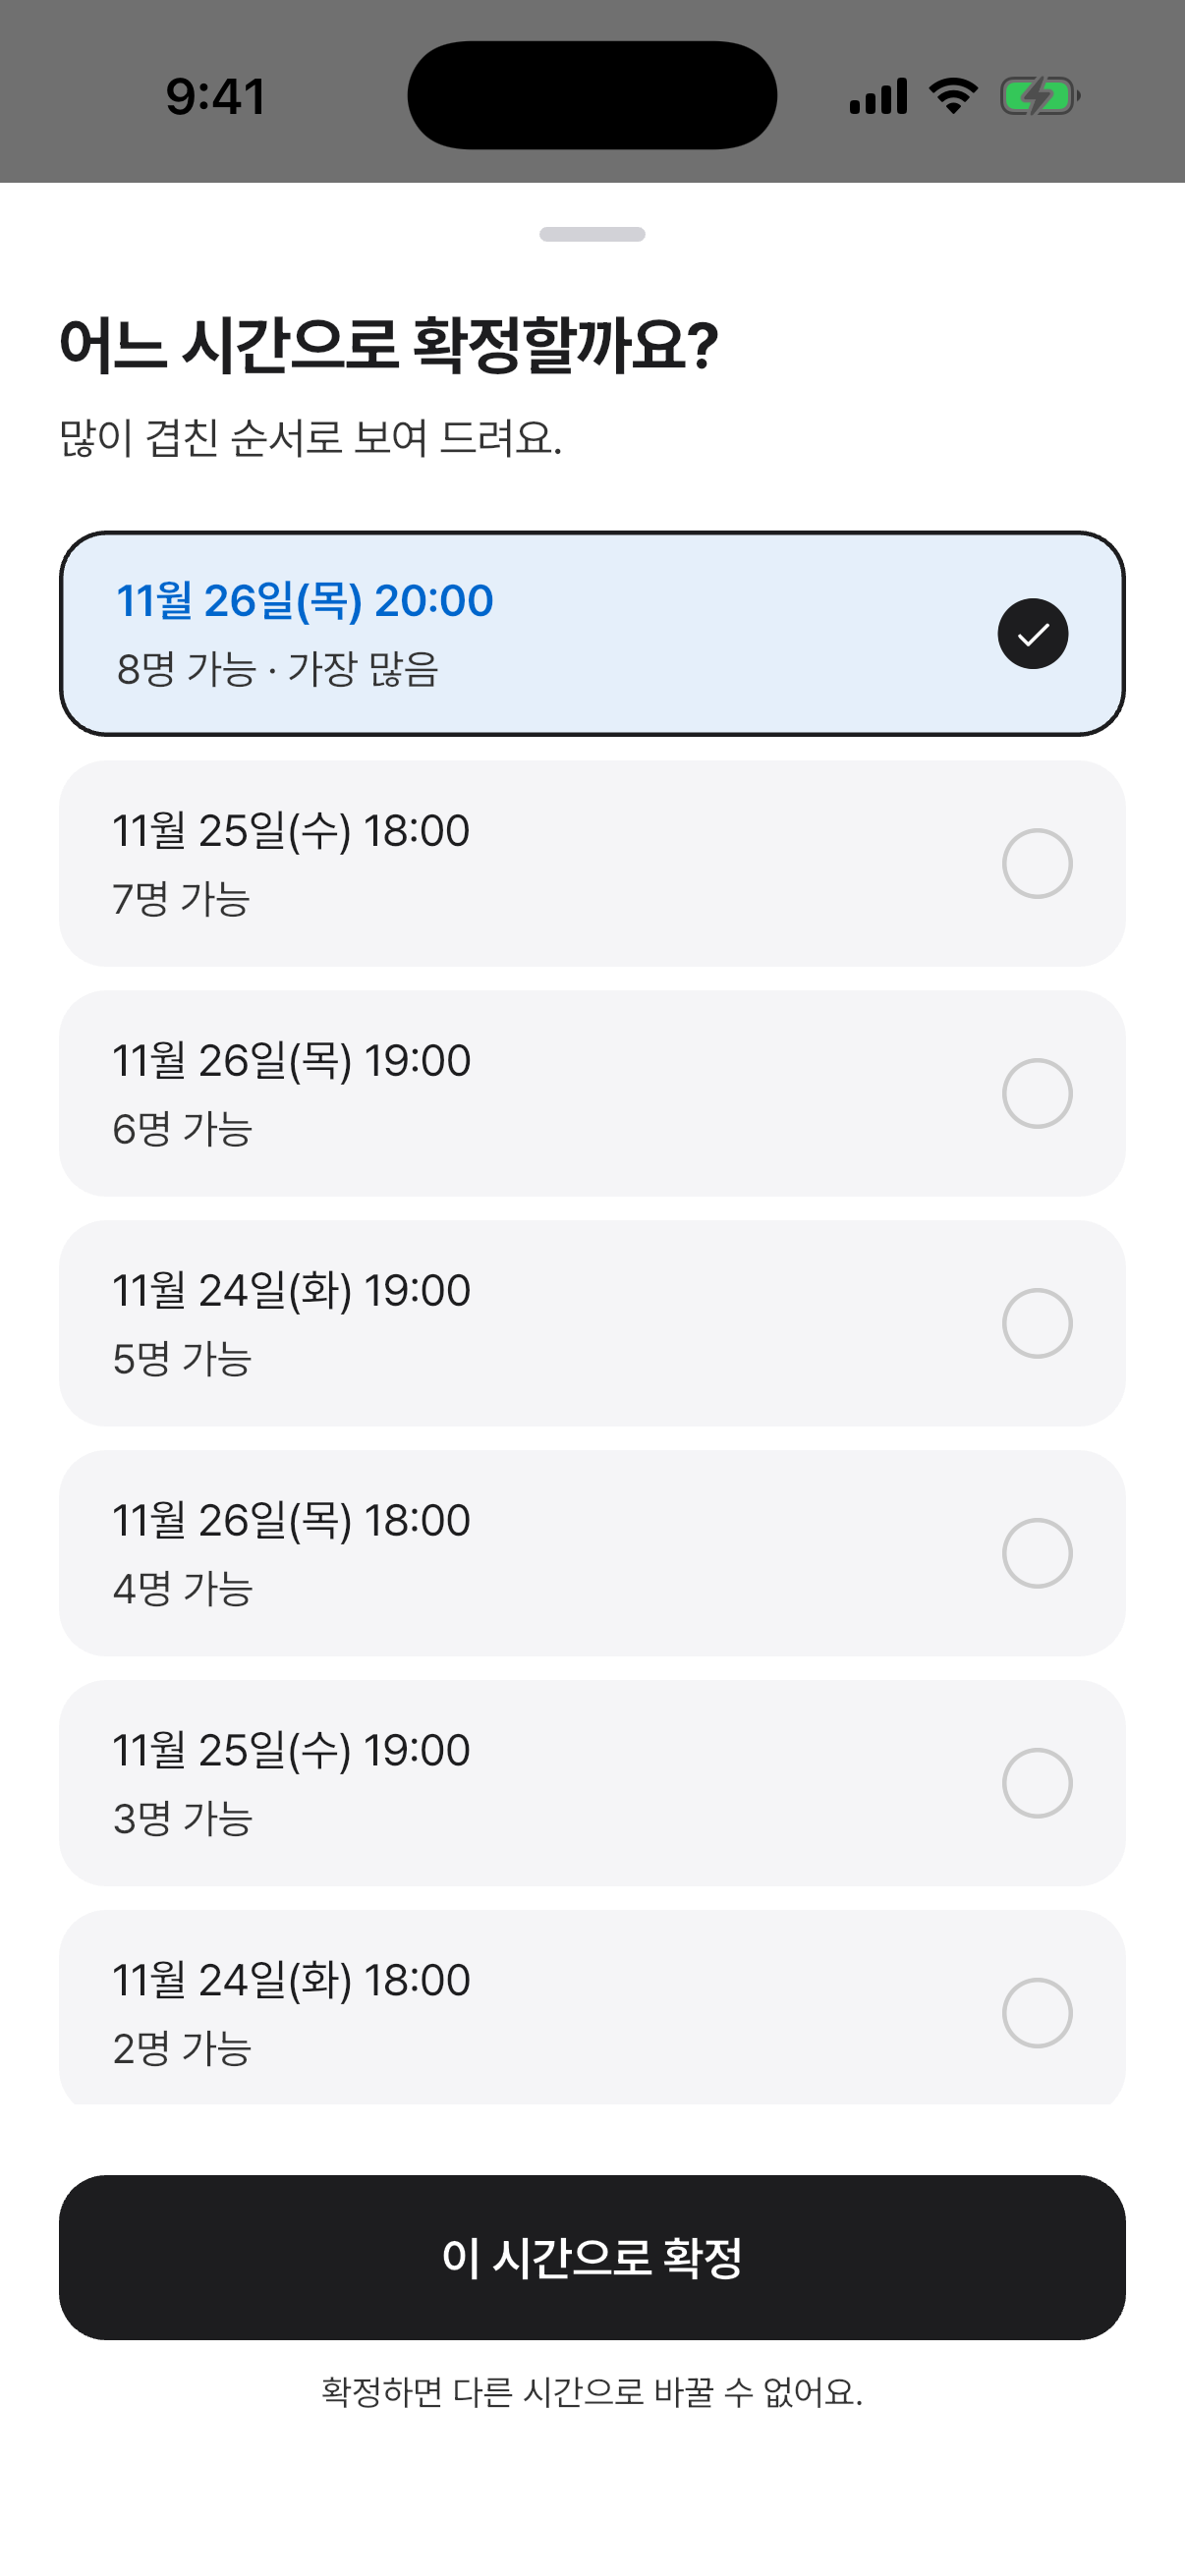 9:41
어느 시간으로 확정할까요?
많이 겹친 순서로 보여 드려요.
11월 26일(목) 20:00
8명 가능 · 가장 많음
11월 25일(수) 18:00
7명 가능
11월 26일(목) 19:00
6명 가능
11월 24일(화) 19:00
5명 가능
11월 26일(목) 18:00
4명 가능
11월 25일(수) 19:00
3명 가능
11월 24일(화) 18:00
2명 가능
이 시간으로 확정
확정하면 다른 시간으로 바꿀 수 없어요.